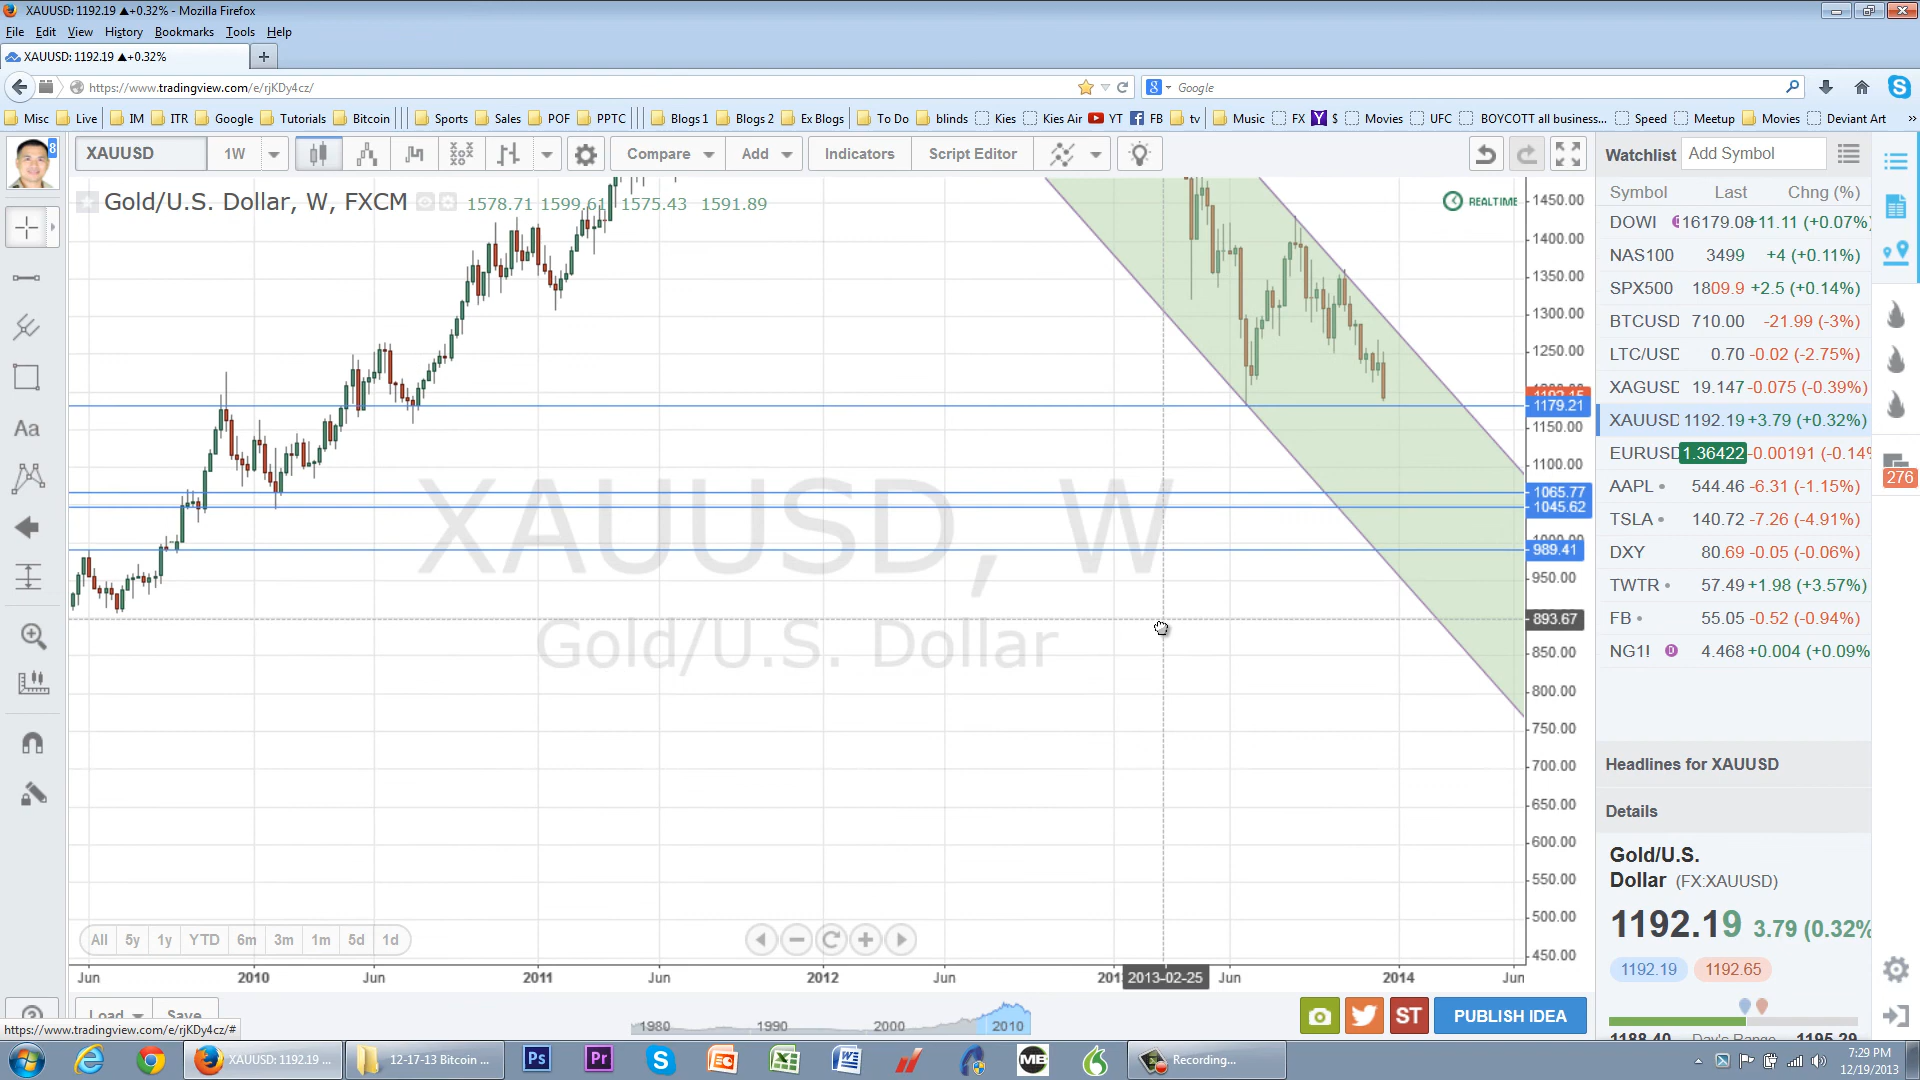 XAUUSD: 1192.19 ▲+0.32% - Mozilla Firefox
File Edit View History Bookmarks Tools Help
XAUUSD: 1192.19 ▲+0.32%
https://www.tradingview.com/e/rjKDy4cz/
Google
Misc Live IM ITR Google Tutorials Bitcoin Sports Sales POF PPTC Blogs 1 Blogs 2 Ex Blogs To Do blinds Kies Kies Air YT FB tv Music FX $ Movies UFC BOYCOTT all business... Speed Meetup Movies Deviant Art »
8
XAUUSD 1W Compare Add Indicators Script Editor
Gold/U.S. Dollar, W, FXCM 1578.71 1599.61 1575.43 1591.89
REALTIME
1450.00
1400.00
1350.00
1300.00
1250.00
1179.21
1150.00
1100.00
1065.77
1045.62
989.41
950.00
893.67
850.00
800.00
750.00
700.00
650.00
600.00
550.00
500.00
450.00
XAUUSD, W
Gold/U.S. Dollar
All 5y 1y YTD 6m 3m 1m 5d 1d
Jun 2010 Jun 2011 Jun 2012 Jun 2013-02-25 Jun 2014 Jun
Load Save
https://www.tradingview.com/e/rjKDy4cz/#
1980 1990 2000 2010
ST PUBLISH IDEA
Watchlist Add Symbol
Symbol Last Chng (%)
DOWI 16179.08 +11.11 (+0.07%)
NAS100 3499 +4 (+0.11%)
SPX500 1809.9 +2.5 (+0.14%)
BTCUSD 710.00 -21.99 (-3%)
LTC/USD 0.70 -0.02 (-2.75%)
XAGUSD 19.147 -0.075 (-0.39%)
XAUUSD 1192.19 +3.79 (+0.32%)
EURUSD 1.36422 -0.00191 (-0.14%
AAPL 544.46 -6.31 (-1.15%)
TSLA 140.72 -7.26 (-4.91%)
DXY 80.69 -0.05 (-0.06%)
TWTR 57.49 +1.98 (+3.57%)
FB 55.05 -0.52 (-0.94%)
NG1! D 4.468 +0.004 (+0.09%
276
Headlines for XAUUSD
Details
Gold/U.S.
Dollar (FX:XAUUSD)
1192.19 3.79 (0.32%
1192.19 1192.65
1188.40 Day's Range 1195.29
XAUUSD: 1192.19 ... 12-17-13 Bitcoin ... Ps Pr MB Recording...
7:29 PM
12/19/2013